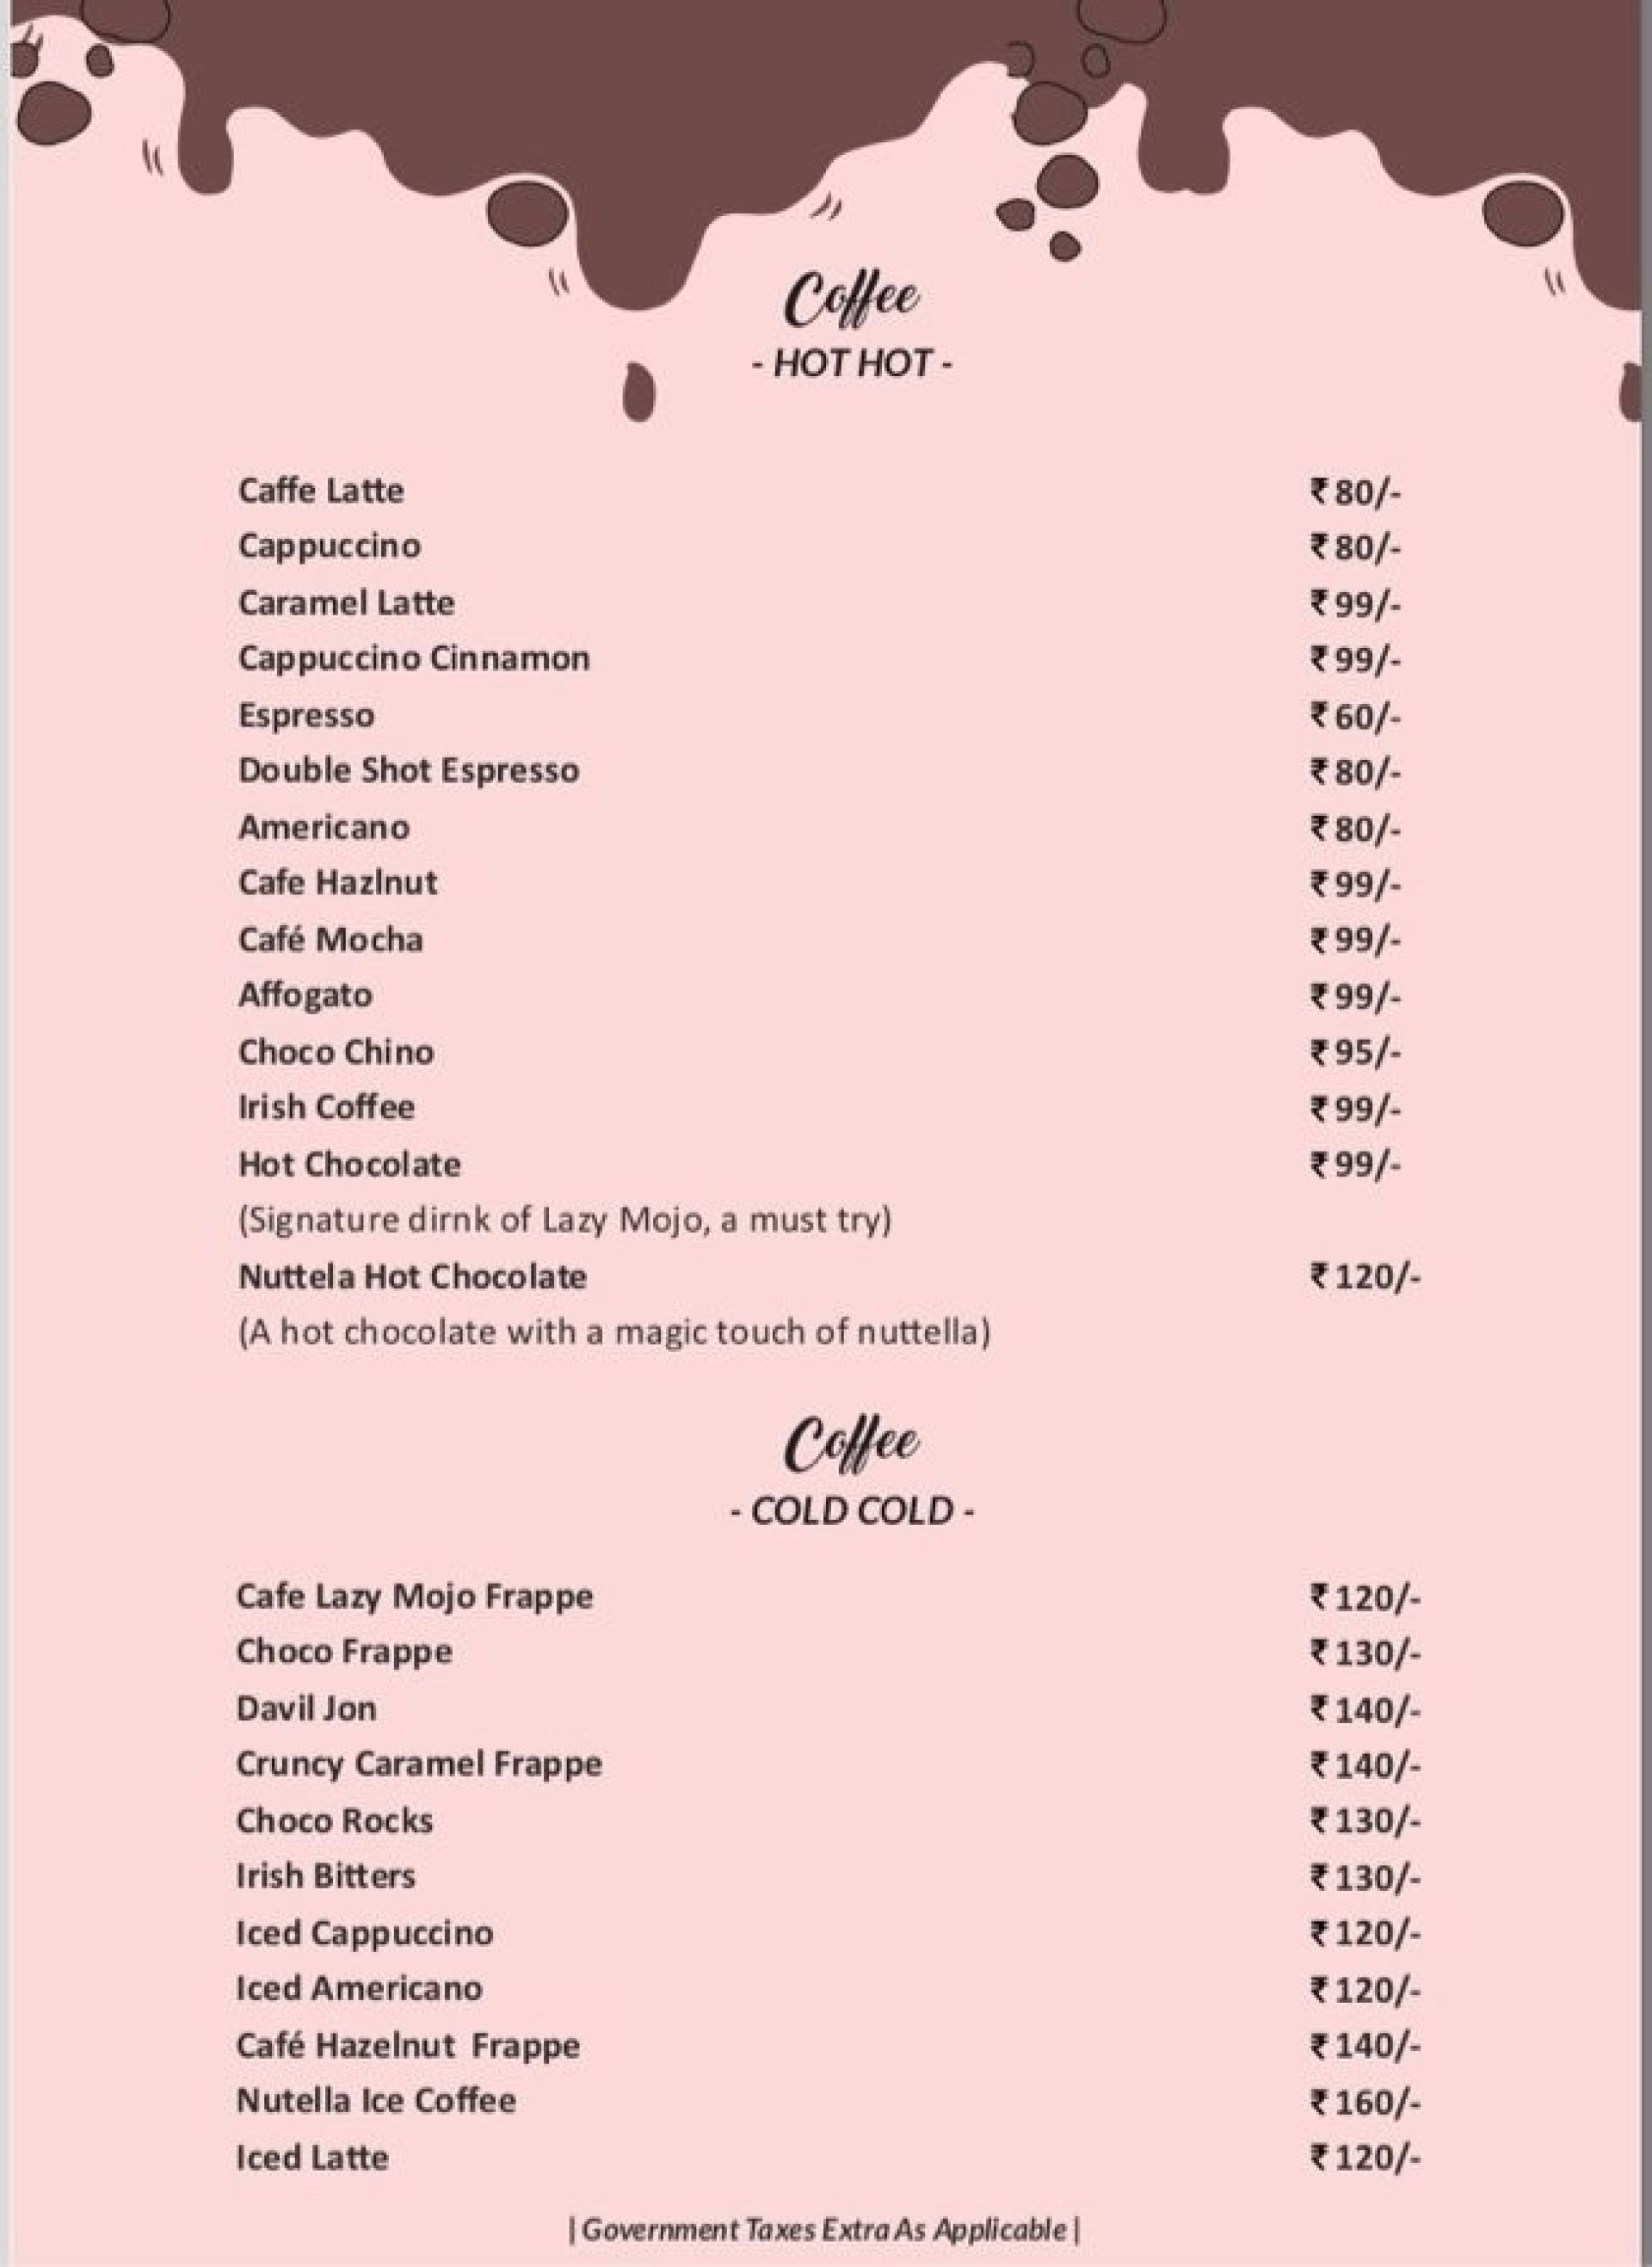 Coffee
- HOT HOT -
Caffe Latte ₹80/-
Cappuccino ₹80/-
Caramel Latte ₹99/-
Cappuccino Cinnamon ₹99/-
Espresso ₹60/-
Double Shot Espresso ₹80/-
Americano ₹80/-
Cafe Hazlnut ₹99/-
Café Mocha ₹99/-
Affogato ₹99/-
Choco Chino ₹95/-
Irish Coffee ₹99/-
Hot Chocolate ₹99/-
(Signature dirnk of Lazy Mojo, a must try)
Nuttela Hot Chocolate ₹120/-
(A hot chocolate with a magic touch of nuttella)
Coffee
- COLD COLD -
Cafe Lazy Mojo Frappe ₹120/-
Choco Frappe ₹130/-
Davil Jon ₹140/-
Cruncy Caramel Frappe ₹140/-
Choco Rocks ₹130/-
Irish Bitters ₹130/-
Iced Cappuccino ₹120/-
Iced Americano ₹120/-
Café Hazelnut Frappe ₹140/-
Nutella Ice Coffee ₹160/-
Iced Latte ₹120/-
|Government Taxes Extra As Applicable|